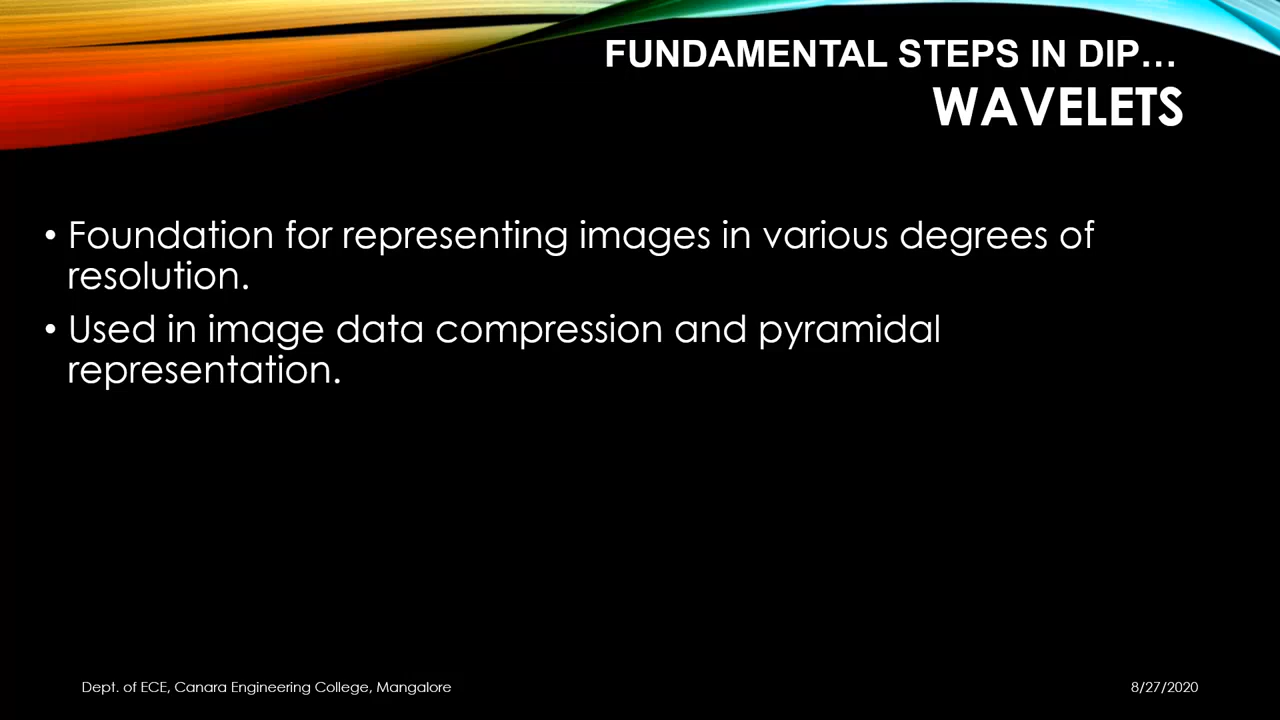 FUNDAMENTAL STEPS IN DIP…
WAVELETS
• Foundation for representing images in various degrees of
resolution.
• Used in image data compression and pyramidal
representation.
Dept. of ECE, Canara Engineering College, Mangalore
8/27/2020